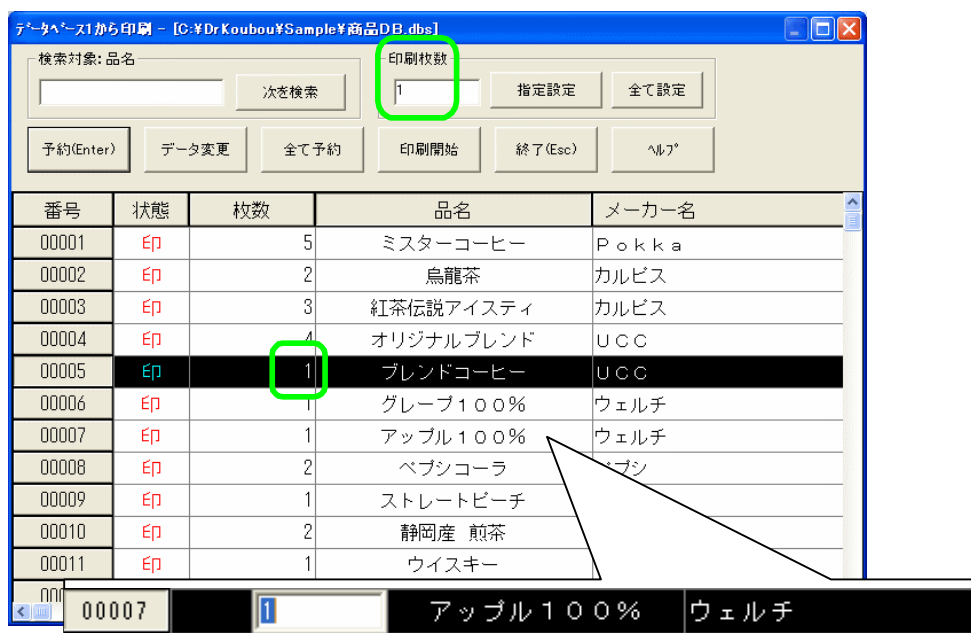 ﾃﾞｰﾀﾍﾞｰｽ1から印刷 - [C:¥DrKoubou¥Sample¥商品DB.dbs]
検索対象:品名 印刷枚数
次を検索 1 指定設定 全て設定
予約(Enter) データ変更 全て予約 印刷開始 終了(Esc) ﾍﾙﾌﾟ
番号 状態 枚数 品名 メーカー名
00001 印 5 ミスターコーヒー Ｐｏｋｋａ
00002 印 2 烏龍茶 カルピス
00003 印 3 紅茶伝説アイスティ カルピス
00004 印 4 オリジナルブレンド ＵＣＣ
00005 印 1 ブレンドコーヒー ＵＣＣ
00006 印 1 グレープ１００％ ウェルチ
00007 印 1 アップル１００％ ウェルチ
00008 印 2 ペプシコーラ ペプシ
00009 印 1 ストレートピーチ
00010 印 2 静岡産 煎茶
00011 印 1 ウイスキー
00007 1 アップル１００％ ウェルチ